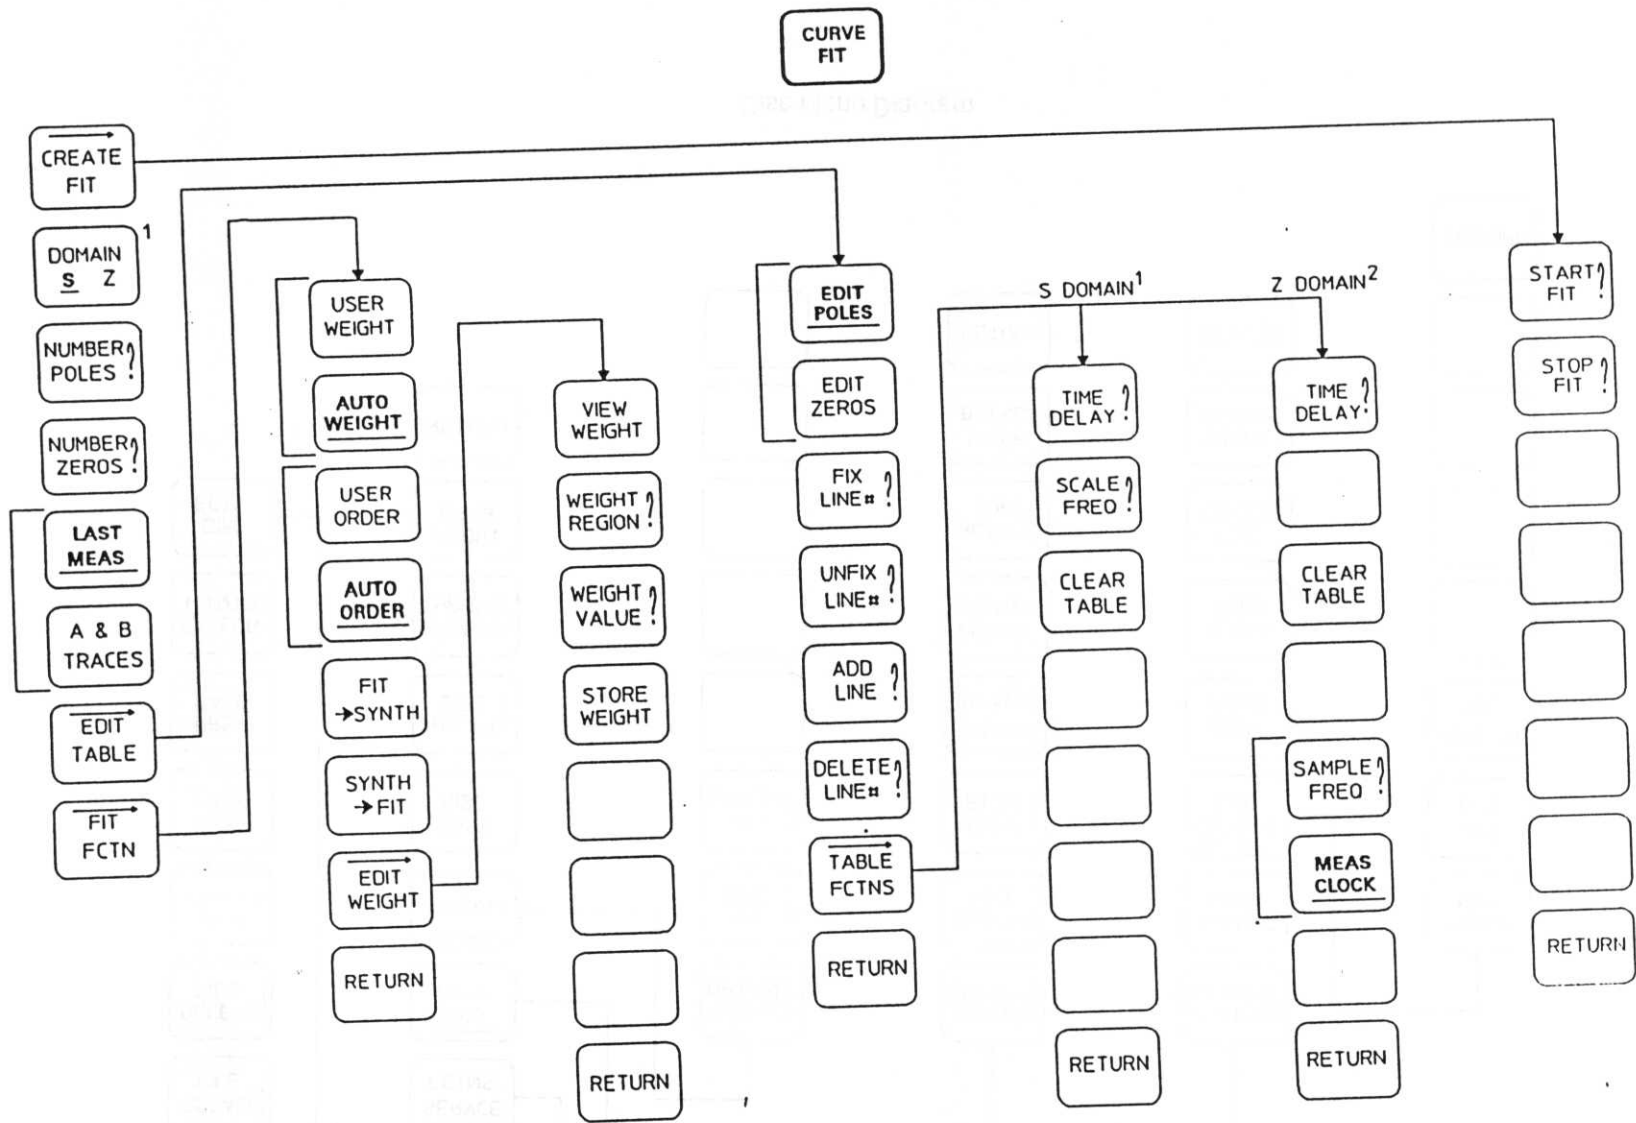 CURVE
FIT
CREATE
FIT
DOMAIN
S Z
1
NUMBER?
POLES
NUMBER?
ZEROS
LAST
MEAS
A & B
TRACES
EDIT
TABLE
FIT
FCTN
USER
WEIGHT
AUTO
WEIGHT
USER
ORDER
AUTO
ORDER
FIT
→SYNTH
SYNTH
→FIT
EDIT
WEIGHT
RETURN
VIEW
WEIGHT
WEIGHT?
REGION
WEIGHT?
VALUE
STORE
WEIGHT
RETURN
EDIT
POLES
EDIT
ZEROS
FIX ?
LINE#
UNFIX ?
LINE#
ADD ?
LINE
DELETE?
LINE#
TABLE
FCTNS
RETURN
S DOMAIN1
TIME ?
DELAY
SCALE?
FREQ
CLEAR
TABLE
RETURN
Z DOMAIN2
TIME ?
DELAY
CLEAR
TABLE
SAMPLE?
FREQ
MEAS
CLOCK
RETURN
START?
FIT
STOP ?
FIT
RETURN